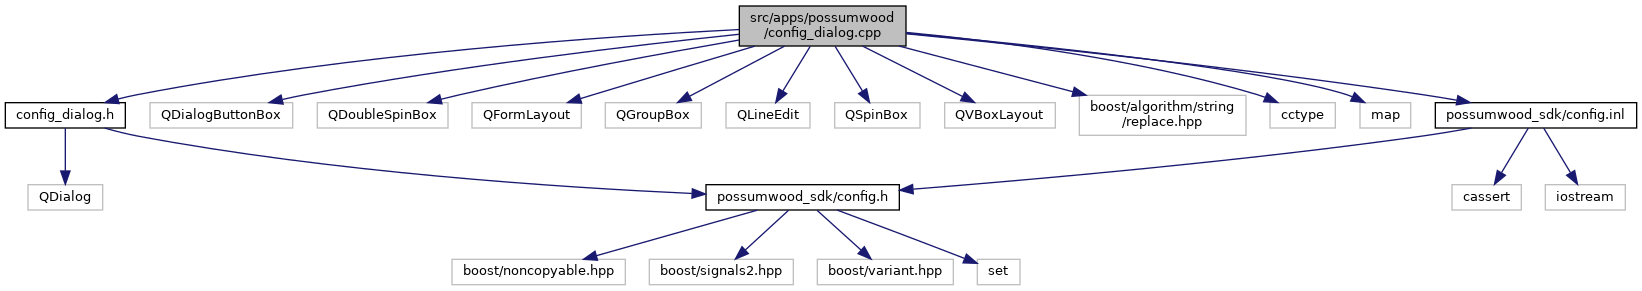 src/apps/possumwood
/config_dialog.cpp
config_dialog.h
QDialogButtonBox
QDoubleSpinBox
QFormLayout
QGroupBox
QLineEdit
QSpinBox
QVBoxLayout
boost/algorithm/string
/replace.hpp
cctype
map
possumwood_sdk/config.inl
QDialog
possumwood_sdk/config.h
cassert
iostream
boost/noncopyable.hpp
boost/signals2.hpp
boost/variant.hpp
set